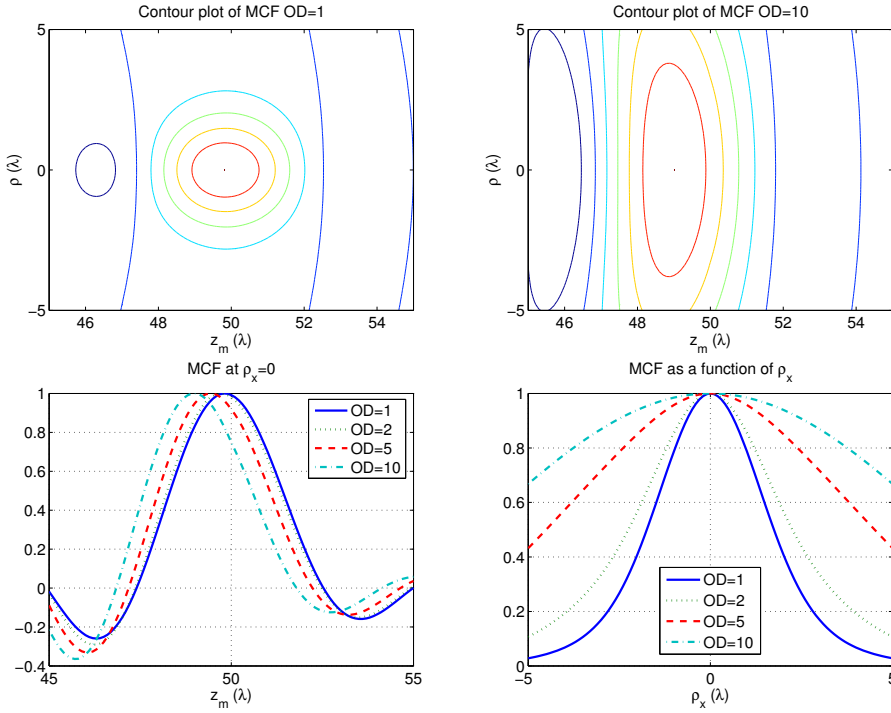 Contour plot of MCF OD=1
5
0
−5
ρ (λ)
46 48 50 52 54
z_m (λ)
Contour plot of MCF OD=10
5
0
−5
ρ (λ)
46 48 50 52 54
z_m (λ)
MCF at ρ_x=0
1
0.8
0.6
0.4
0.2
0
−0.2
−0.4
45 50 55
z_m (λ)
OD=1
OD=2
OD=5
OD=10
MCF as a function of ρ_x
1
0.8
0.6
0.4
0.2
0
-5 0 5
ρ_x (λ)
OD=1
OD=2
OD=5
OD=10